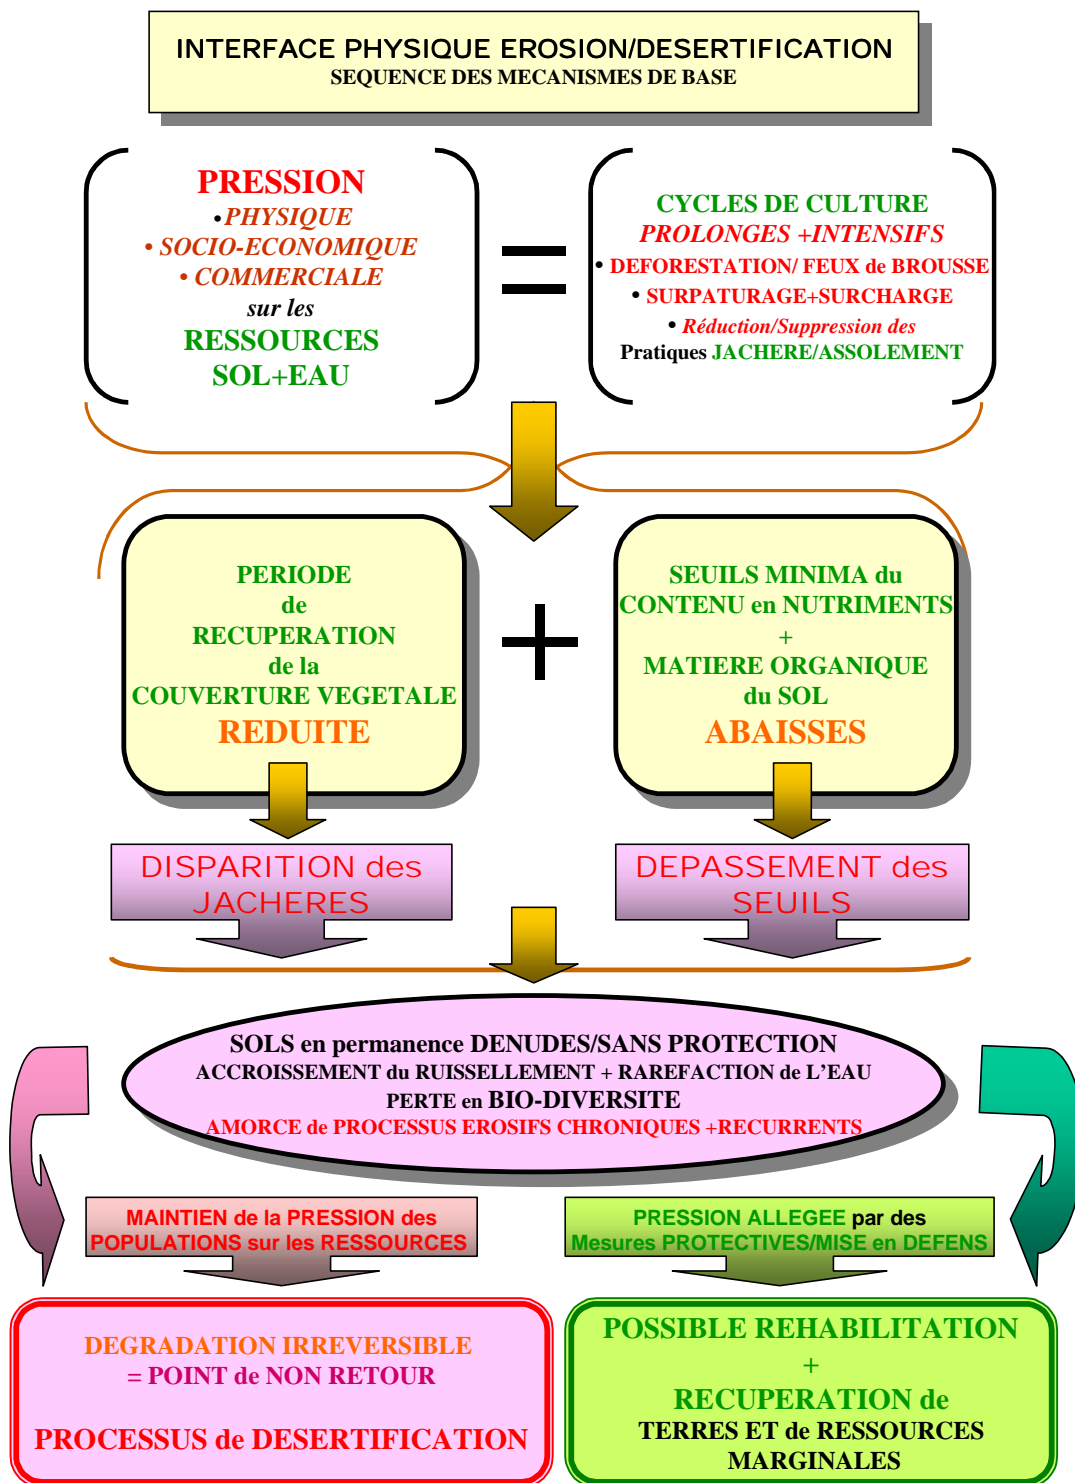 INTERFACE PHYSIQUE EROSION/DESERTIFICATION
SEQUENCE DES MECANISMES DE BASE
PRESSION
•PHYSIQUE
• SOCIO-ECONOMIQUE
• COMMERCIALE
sur les
RESSOURCES
SOL+EAU
=
CYCLES DE CULTURE
PROLONGES +INTENSIFS
• DEFORESTATION/ FEUX de BROUSSE
• SURPATURAGE+SURCHARGE
• Réduction/Suppression des
Pratiques JACHERE/ASSOLEMENT
PERIODE
de
RECUPERATION
de la
COUVERTURE VEGETALE
REDUITE
+
SEUILS MINIMA du
CONTENU en NUTRIMENTS
+
MATIERE ORGANIQUE
du SOL
ABAISSES
DISPARITION des
JACHERES
DEPASSEMENT des
SEUILS
SOLS en permanence DENUDES/SANS PROTECTION
ACCROISSEMENT du RUISSELLEMENT + RAREFACTION de L'EAU
PERTE en BIO-DIVERSITE
AMORCE de PROCESSUS EROSIFS CHRONIQUES +RECURRENTS
MAINTIEN de la PRESSION des
POPULATIONS sur les RESSOURCES
PRESSION ALLEGEE par des
Mesures PROTECTIVES/MISE en DEFENS
DEGRADATION IRREVERSIBLE
= POINT de NON RETOUR
PROCESSUS de DESERTIFICATION
POSSIBLE REHABILITATION
+
RECUPERATION de
TERRES ET de RESSOURCES
MARGINALES